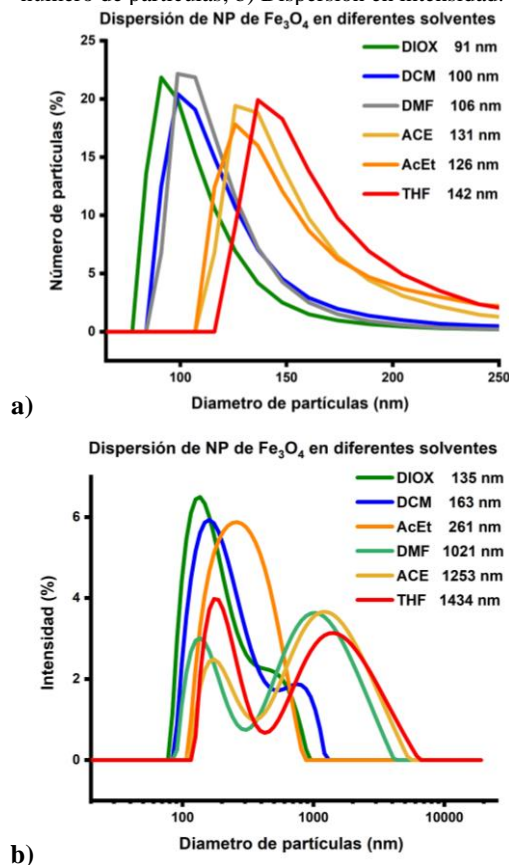 número de partículas, b) Dispersión en intensidad.
Dispersión de NP de Fe₃O₄ en diferentes solventes
25
20
15
10
5
0
Número de partículas (%)
DIOX 91 nm
DCM 100 nm
DMF 106 nm
ACE 131 nm
AcEt 126 nm
THF 142 nm
100 150 200 250
Diametro de partículas (nm)
a)
Dispersión de NP de Fe₃O₄ en diferentes solventes
6
4
2
0
Intensidad (%)
DIOX 135 nm
DCM 163 nm
AcEt 261 nm
DMF 1021 nm
ACE 1253 nm
THF 1434 nm
100 1000 10000
Diametro de partículas (nm)
b)